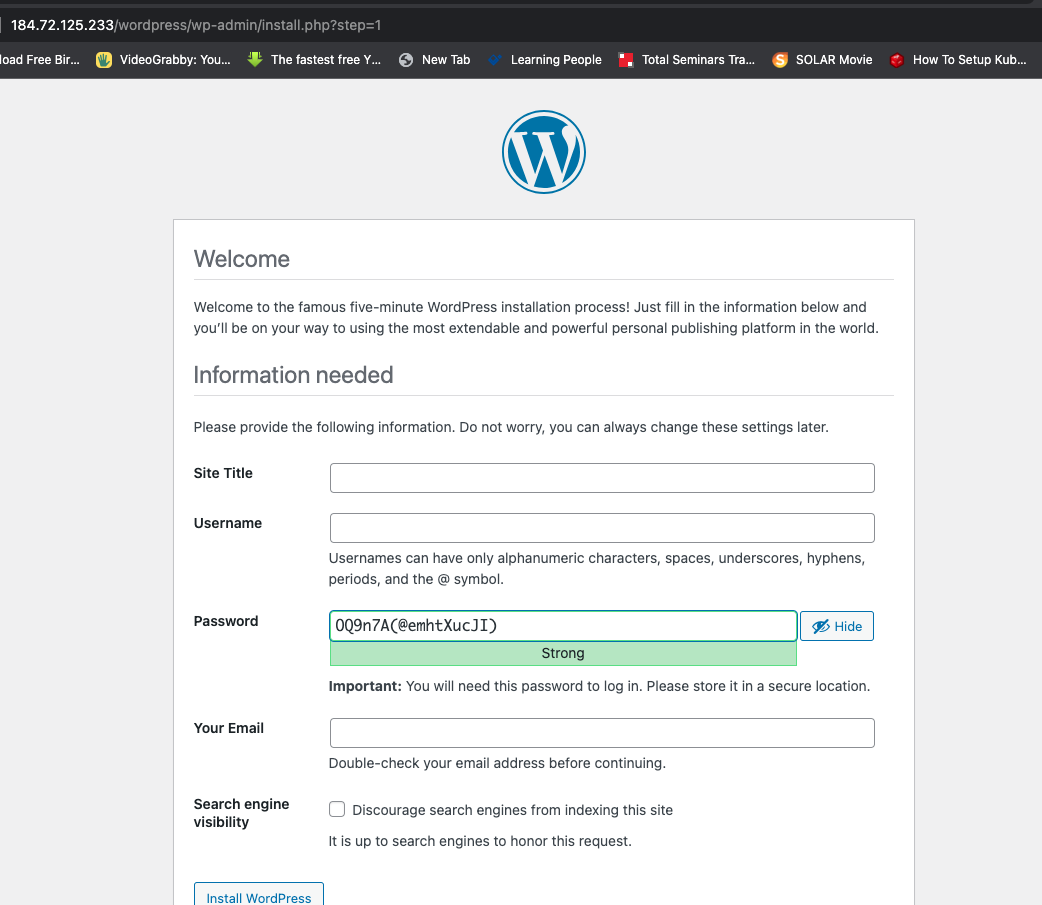 184.72.125.233/wordpress/wp-admin/install.php?step=1
load Free Bir... VideoGrabby: You... The fastest free Y... New Tab Learning People Total Seminars Tra... SOLAR Movie How To Setup Kub...
Welcome
Welcome to the famous five-minute WordPress installation process! Just fill in the information below and
you’ll be on your way to using the most extendable and powerful personal publishing platform in the world.
Information needed
Please provide the following information. Do not worry, you can always change these settings later.
Site Title
Username
Usernames can have only alphanumeric characters, spaces, underscores, hyphens,
periods, and the @ symbol.
Password OQ9n7A(@emhtXucJI) Hide
Strong
Important: You will need this password to log in. Please store it in a secure location.
Your Email
Double-check your email address before continuing.
Search engine
visibility
Discourage search engines from indexing this site
It is up to search engines to honor this request.
Install WordPress